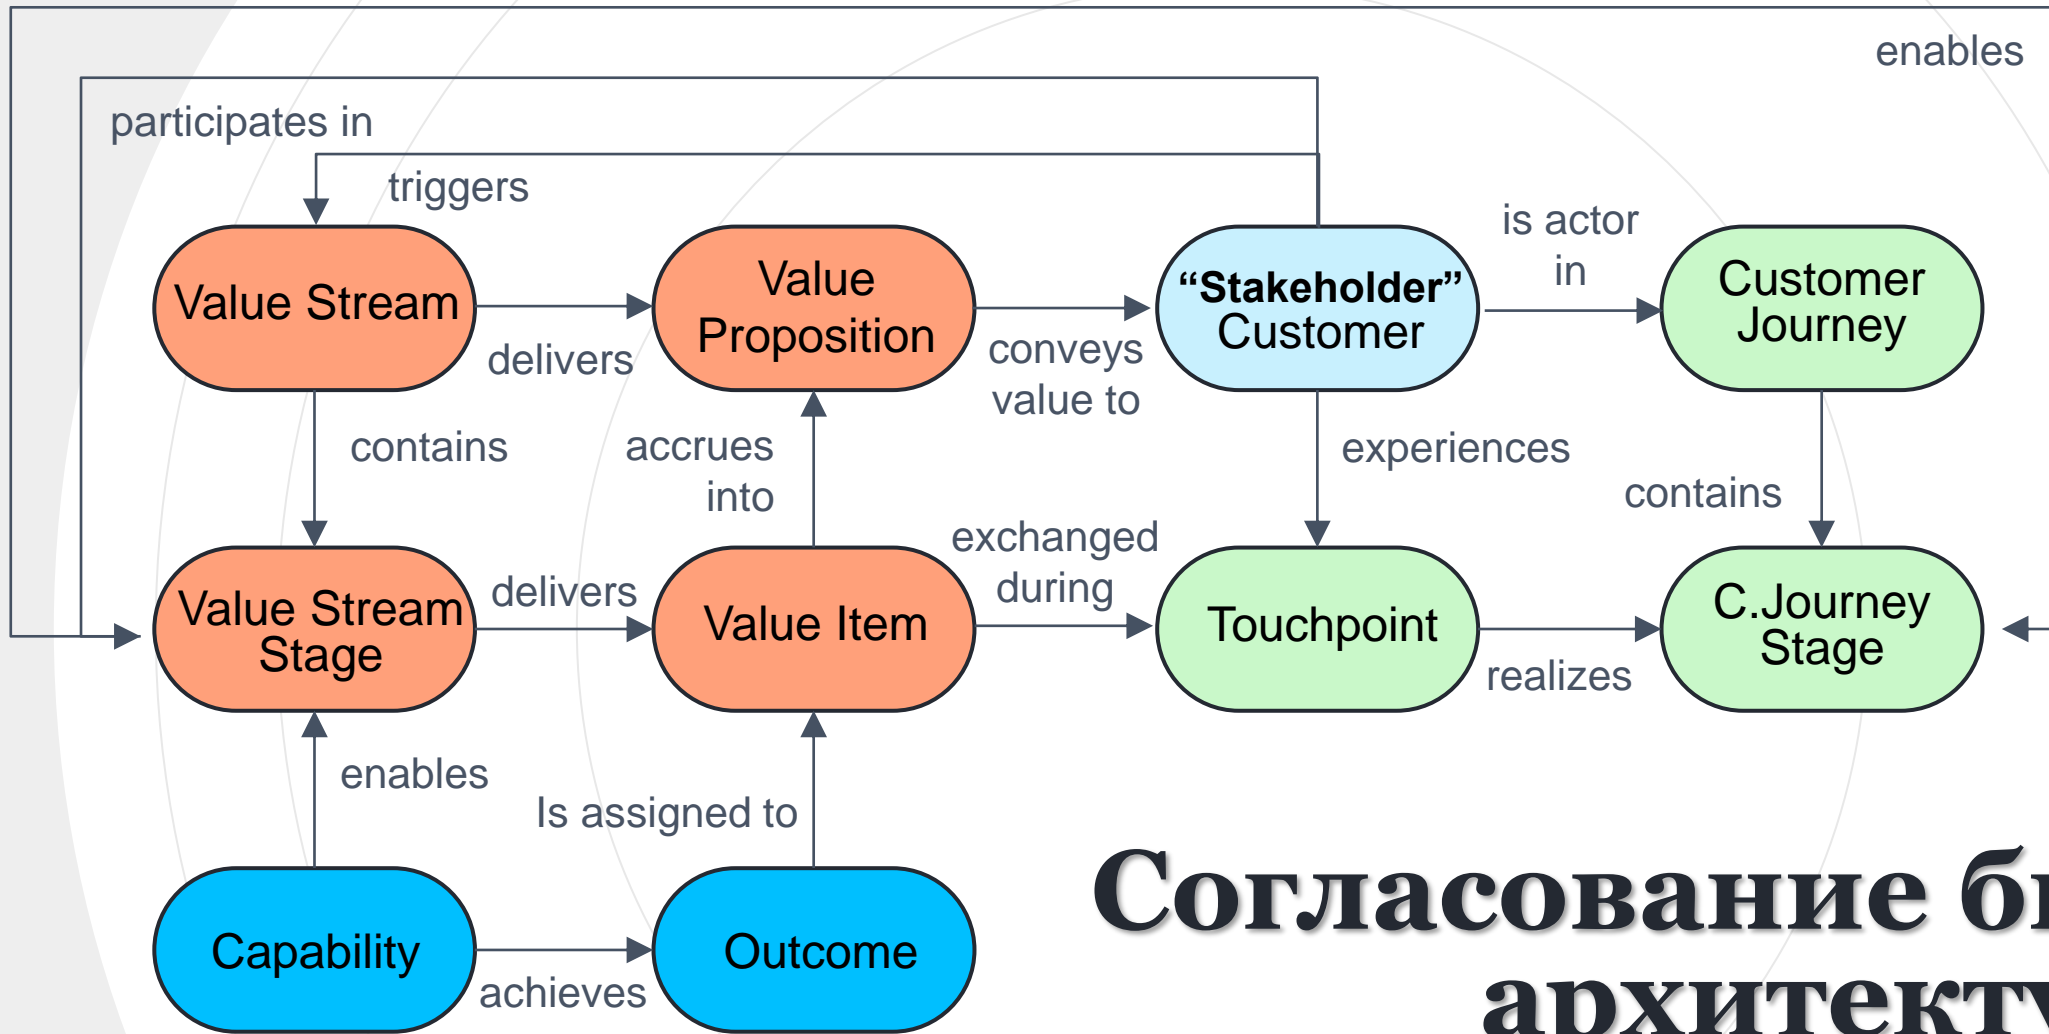 enables
participates in
triggers
Value Stream
delivers
Value
Proposition
conveys
value to
“Stakeholder”
Customer
is actor
in
Customer
Journey
contains
accrues
into
experiences
contains
Value Stream
Stage
delivers
Value Item
exchanged
during
Touchpoint
realizes
C.Journey
Stage
enables
Is assigned to
Capability
achieves
Outcome
Согласование